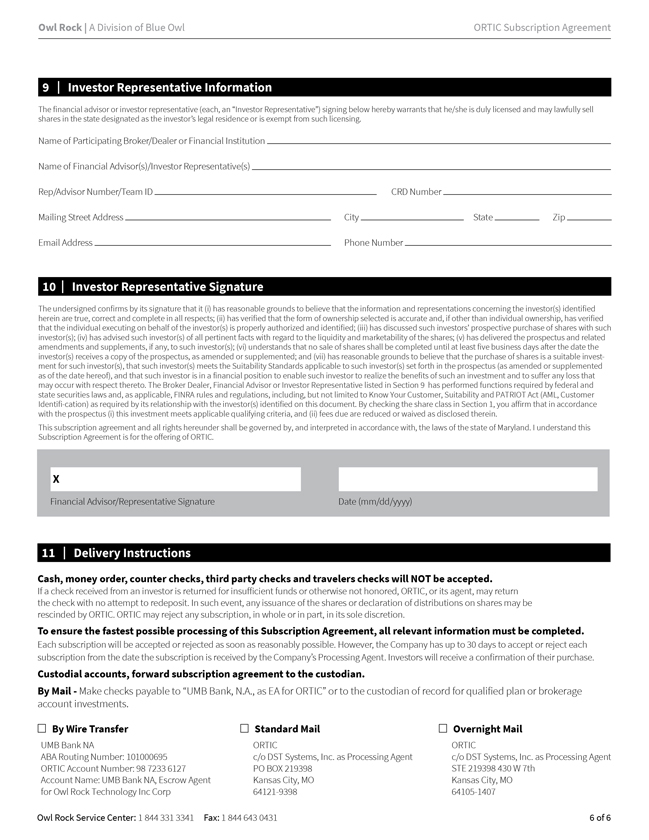 Owl Rock | A Division of Blue Owl
ORTIC Subscription Agreement
9 | Investor Representative Information
The financial advisor or investor representative (each, an “Investor Representative”) signing below hereby warrants that he/she is duly licensed and may lawfully sell
shares in the state designated as the investor’s legal residence or is exempt from such licensing.
Name of Participating Broker/Dealer or Financial Institution
Name of Financial Advisor(s)/Investor Representative(s)
Rep/Advisor Number/Team ID CRD Number
Mailing Street Address City State Zip
Email Address Phone Number
10 | Investor Representative Signature
The undersigned confirms by its signature that it (i) has reasonable grounds to believe that the information and representations concerning the investor(s) identified
herein are true, correct and complete in all respects; (ii) has verified that the form of ownership selected is accurate and, if other than individual ownership, has verified
that the individual executing on behalf of the investor(s) is properly authorized and identified; (iii) has discussed such investors’ prospective purchase of shares with such
investor(s); (iv) has advised such investor(s) of all pertinent facts with regard to the liquidity and marketability of the shares; (v) has delivered the prospectus and related
amendments and supplements, if any, to such investor(s); (vi) understands that no sale of shares shall be completed until at least five business days after the date the
investor(s) receives a copy of the prospectus, as amended or supplemented; and (vii) has reasonable grounds to believe that the purchase of shares is a suitable invest-
ment for such investor(s), that such investor(s) meets the Suitability Standards applicable to such investor(s) set forth in the prospectus (as amended or supplemented
as of the date hereof), and that such investor is in a financial position to enable such investor to realize the benefits of such an investment and to suffer any loss that
may occur with respect thereto. The Broker Dealer, Financial Advisor or Investor Representative listed in Section 9 has performed functions required by federal and
state securities laws and, as applicable, FINRA rules and regulations, including, but not limited to Know Your Customer, Suitability and PATRIOT Act (AML, Customer
Identifi-cation) as required by its relationship with the investor(s) identified on this document. By checking the share class in Section 1, you affirm that in accordance
with the prospectus (i) this investment meets applicable qualifying criteria, and (ii) fees due are reduced or waived as disclosed therein.
This subscription agreement and all rights hereunder shall be governed by, and interpreted in accordance with, the laws of the state of Maryland. I understand this
Subscription Agreement is for the offering of ORTIC.
X
Financial Advisor/Representative Signature Date (mm/dd/yyyy)
11 | Delivery Instructions
Cash, money order, counter checks, third party checks and travelers checks will NOT be accepted.
If a check received from an investor is returned for insufficient funds or otherwise not honored, ORTIC, or its agent, may return
the check with no attempt to redeposit. In such event, any issuance of the shares or declaration of distributions on shares may be
rescinded by ORTIC. ORTIC may reject any subscription, in whole or in part, in its sole discretion.
To ensure the fastest possible processing of this Subscription Agreement, all relevant information must be completed.
Each subscription will be accepted or rejected as soon as reasonably possible. However, the Company has up to 30 days to accept or reject each
subscription from the date the subscription is received by the Company’s Processing Agent. Investors will receive a confirmation of their purchase.
Custodial accounts, forward subscription agreement to the custodian.
By Mail - Make checks payable to “UMB Bank, N.A., as EA for ORTIC” or to the custodian of record for qualified plan or brokerage
account investments.
By Wire Transfer
UMB Bank NA
ABA Routing Number: 101000695
ORTIC Account Number: 98 7233 6127
Account Name: UMB Bank NA, Escrow Agent
for Owl Rock Technology Inc Corp
Standard Mail
ORTIC
c/o DST Systems, Inc. as Processing Agent
PO BOX 219398
Kansas City, MO
64121-9398
Overnight Mail
ORTIC
c/o DST Systems, Inc. as Processing Agent
STE 219398 430 W 7th
Kansas City, MO
64105-1407
Owl Rock Service Center: 1 844 331 3341 Fax: 1 844 643 0431
6 of 6